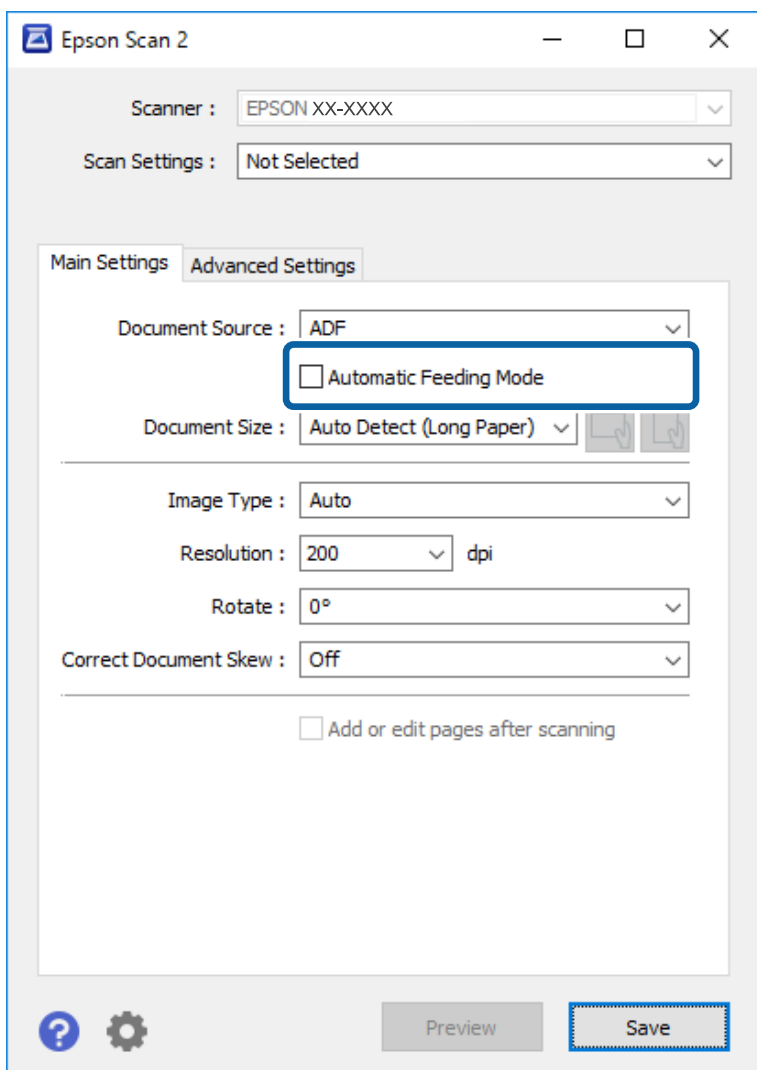 Epson Scan 2
Scanner : EPSON XX-XXXX
Scan Settings : Not Selected
Main Settings Advanced Settings
Document Source : ADF
Automatic Feeding Mode
Document Size : Auto Detect (Long Paper)
Image Type : Auto
Resolution : 200 dpi
Rotate : 0°
Correct Document Skew : Off
Add or edit pages after scanning
? Preview Save